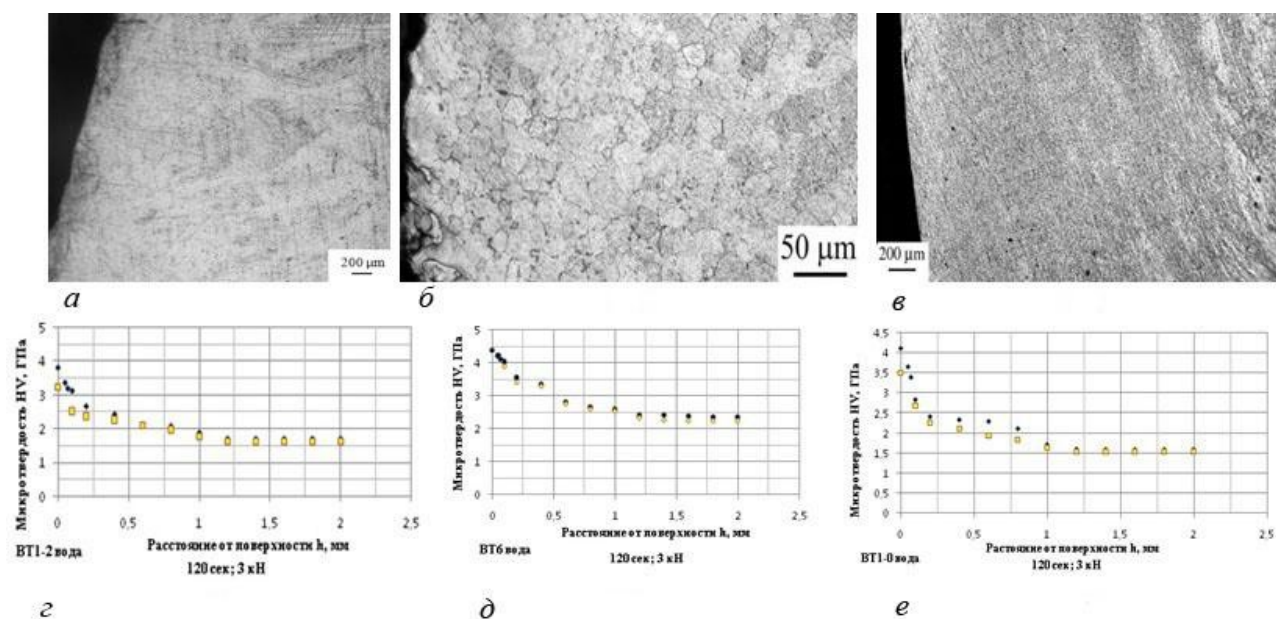 200 µm
50 µm
200 µm
а
б
в
Микротвердость HV, ГПа
5
4
3
2
1
0
0
0,5
1
1,5
2
2,5
Расстояние от поверхности h, мм
ВТ1-2 вода
120 сек; 3 кН
Микротвердость HV, ГПа
5
4
3
2
1
0
0
0,5
1
1,5
2
2,5
Расстояние от поверхности h, мм
ВТ6 вода
120 сек; 3 кН
Микротвердость HV, ГПа
4,5
4
3,5
3
2,5
2
1,5
1
0,5
0
0
0,5
1
1,5
2
2,5
Расстояние от поверхности h, мм
ВТ1-0 вода
120 сек; 3 кН
г
д
е